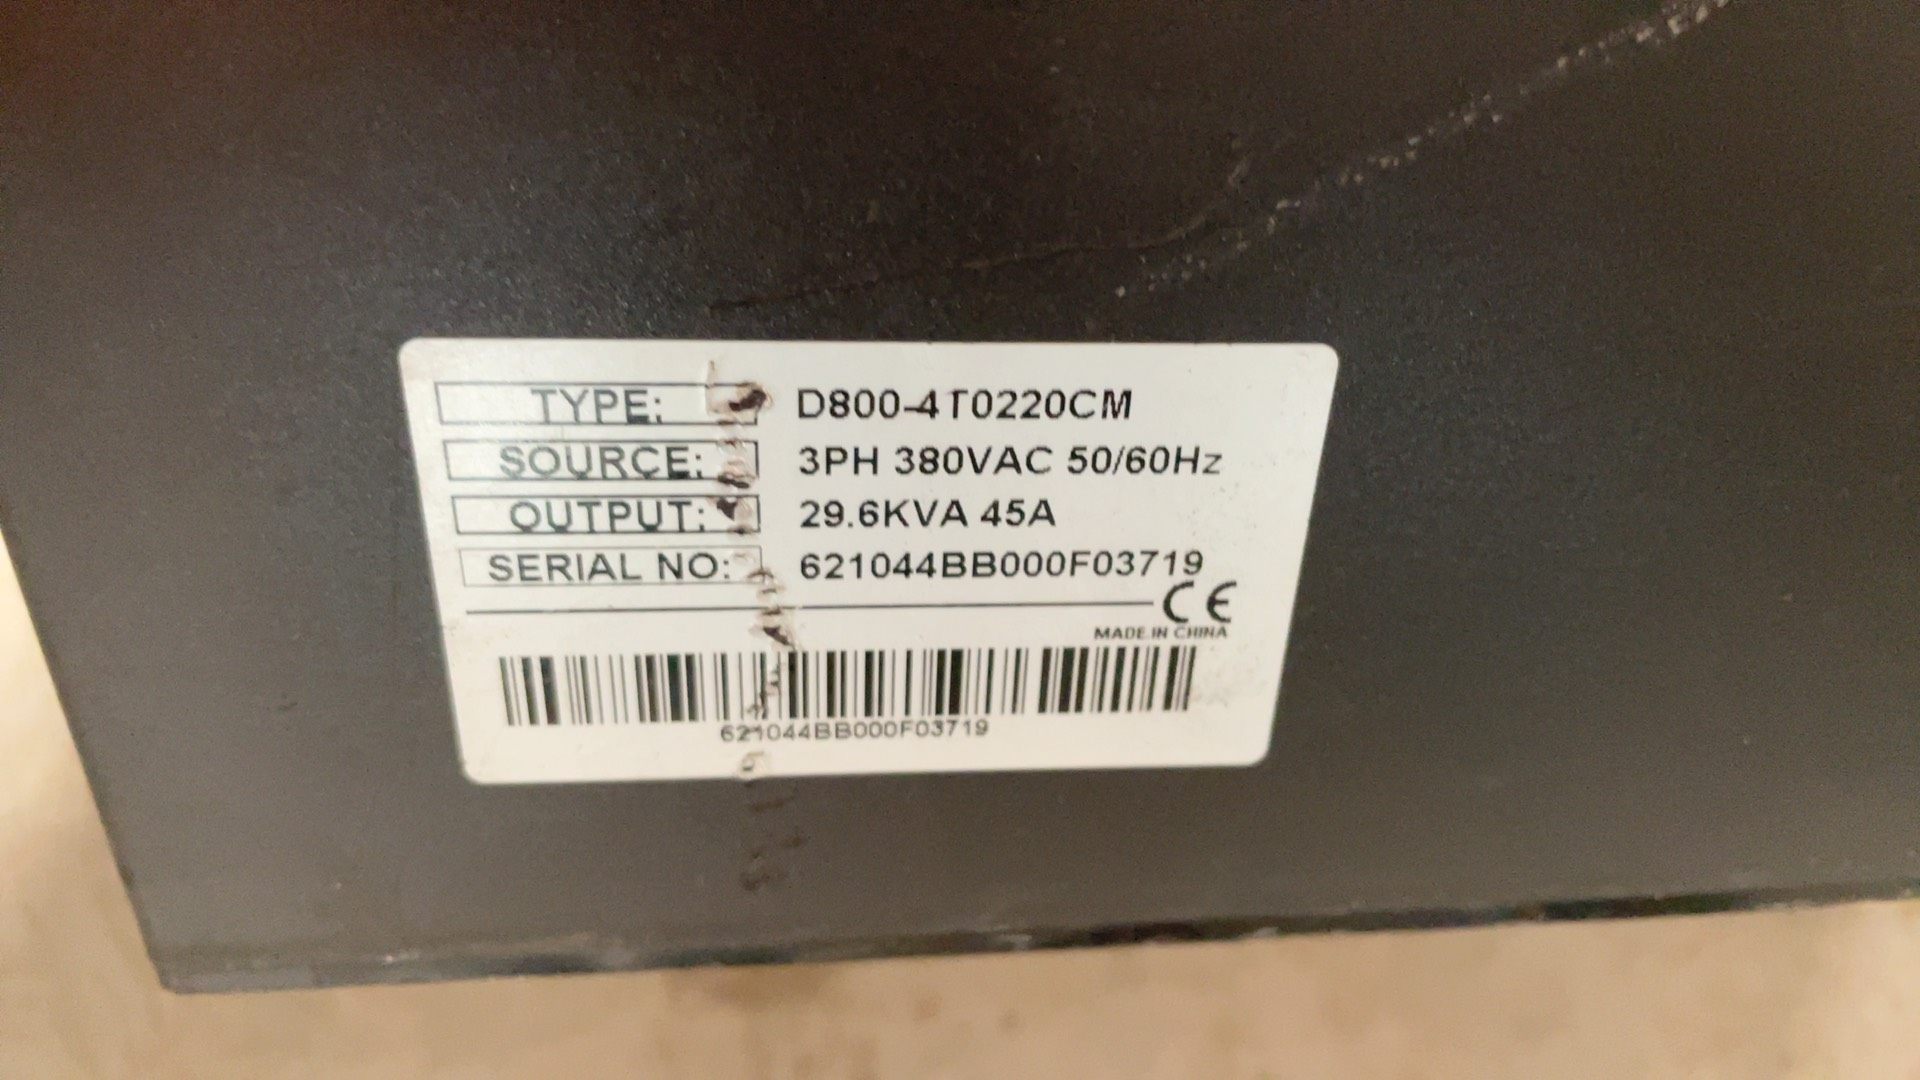 TYPE: D800-4T0220CM
SOURCE: 3PH 380VAC 50/60Hz
OUTPUT: 29.6KVA 45A
SERIAL NO: 621044BB000F03719
CE
MADE IN CHINA
621044BB000F03719